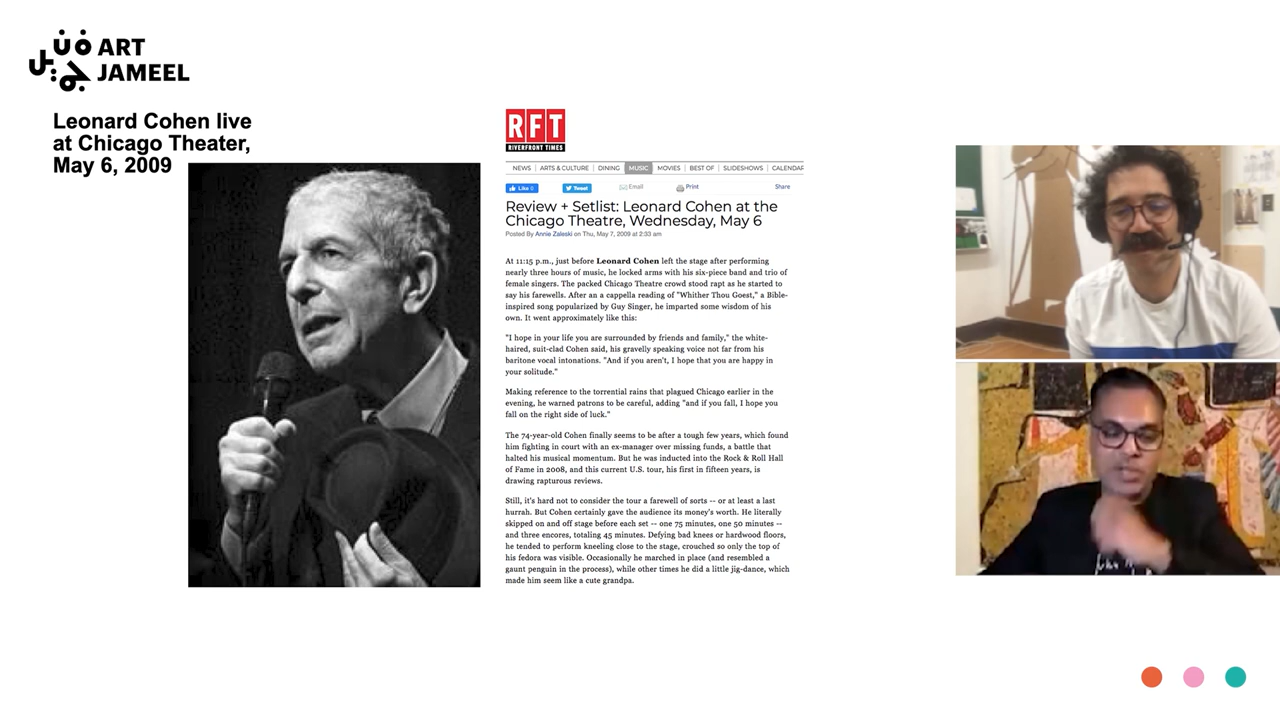 فن
ART
جميل
JAMEEL
Leonard Cohen live
at Chicago Theater,
May 6, 2009
RFT
RIVERFRONT TIMES
NEWS | ARTS & CULTURE | DINING | MUSIC | MOVIES | BEST OF | SLIDESHOWS | CALENDAR
Like 0 Tweet Email Print Share
Review + Setlist: Leonard Cohen at the
Chicago Theatre, Wednesday, May 6
Posted By Annie Zaleski on Thu, May 7, 2009 at 2:33 am
At 11:15 p.m., just before Leonard Cohen left the stage after performing
nearly three hours of music, he locked arms with his six-piece band and trio of
female singers. The packed Chicago Theatre crowd stood rapt as he started to
say his farewells. After an a cappella reading of "Whither Thou Goest," a Bible-
inspired song popularized by Guy Singer, he imparted some wisdom of his
own. It went approximately like this:
"I hope in your life you are surrounded by friends and family," the white-
haired, suit-clad Cohen said, his gravelly speaking voice not far from his
baritone vocal intonations. "And if you aren't, I hope that you are happy in
your solitude."
Making reference to the torrential rains that plagued Chicago earlier in the
evening, he warned patrons to be careful, adding "and if you fall, I hope you
fall on the right side of luck."
The 74-year-old Cohen finally seems to be after a tough few years, which found
him fighting in court with an ex-manager over missing funds, a battle that
halted his musical momentum. But he was inducted into the Rock & Roll Hall
of Fame in 2008, and this current U.S. tour, his first in fifteen years, is
drawing rapturous reviews.
Still, it's hard not to consider the tour a farewell of sorts -- or at least a last
hurrah. But Cohen certainly gave the audience its money's worth. He literally
skipped on and off stage before each set -- one 75 minutes, one 50 minutes --
and three encores, totaling 45 minutes. Defying bad knees or hardwood floors,
he tended to perform kneeling close to the stage, crouched so only the top of
his fedora was visible. Occasionally he marched in place (and resembled a
gaunt penguin in the process), while other times he did a little jig-dance, which
made him seem like a cute grandpa.